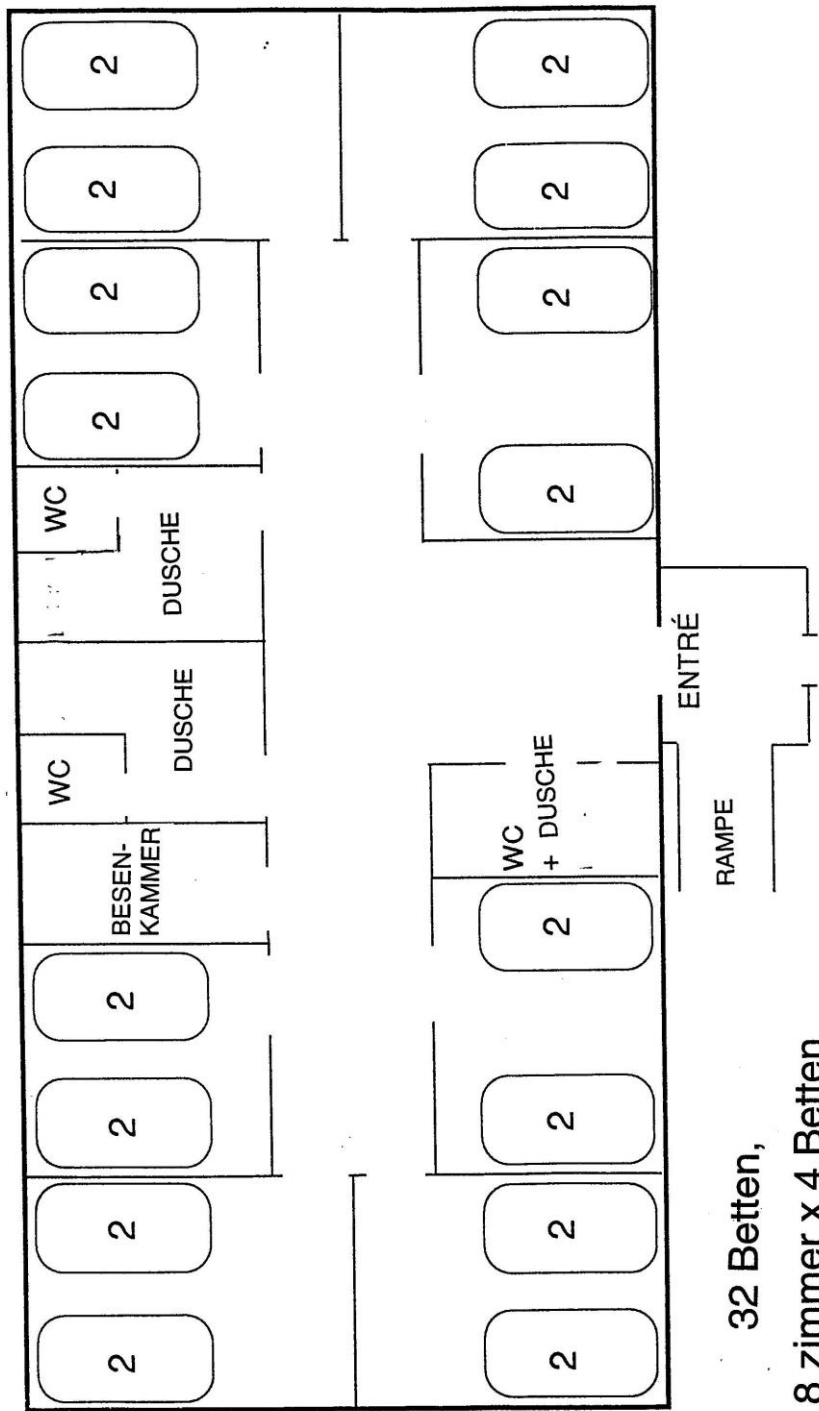 2
2
2
2
BESEN-
KAMMER
WC
DUSCHE
DUSCHE
WC
2
2
2
2
2
2
2
2
WC
+ DUSCHE
2
2
2
2
ENTRÉ
RAMPE
32 Betten,
8 zimmer x 4 Betten